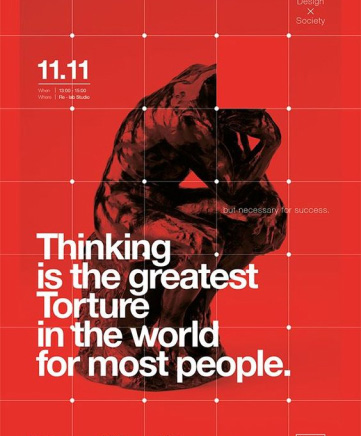 Design
×
Society
11.11
When 13:00 - 15:00
Where Re - lab Studio
but necessary for success.
Thinking
is the greatest
Torture
in the world
for most people.